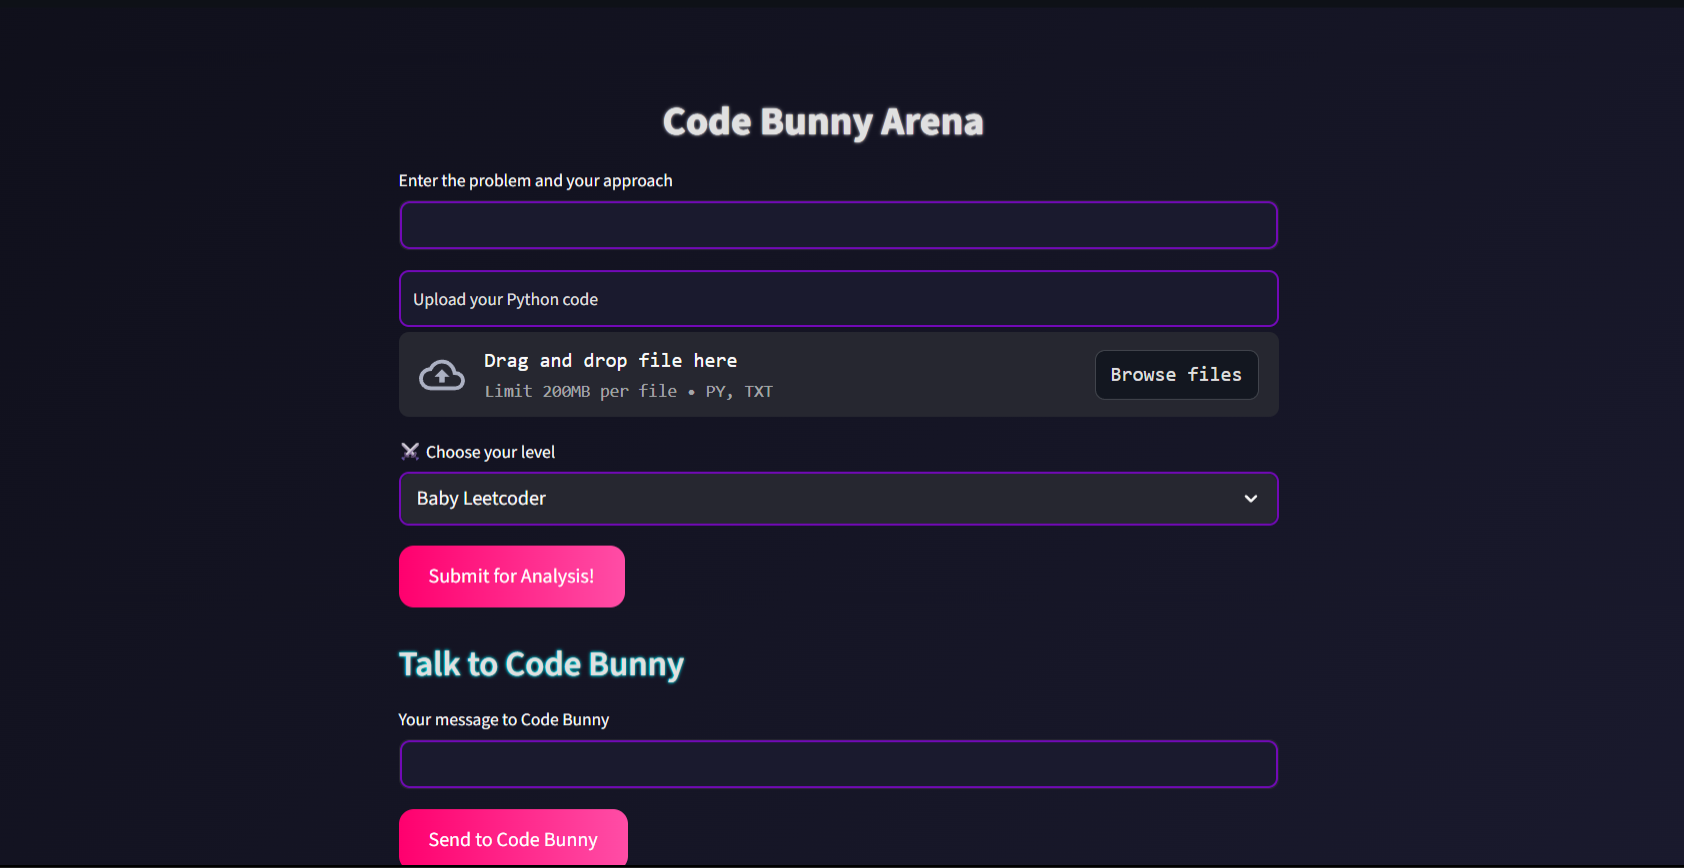 Code Bunny Arena
Enter the problem and your approach
Upload your Python code
Drag and drop file here
Limit 200MB per file • PY, TXT
Browse files
⚔️ Choose your level
Baby Leetcoder
Submit for Analysis!
Talk to Code Bunny
Your message to Code Bunny
Send to Code Bunny